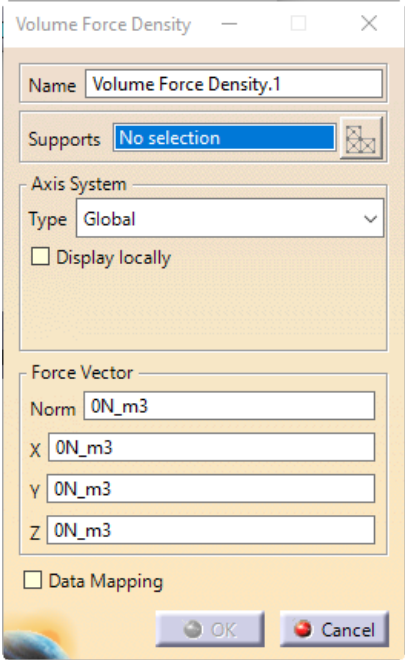 Volume Force Density
Name Volume Force Density.1
Supports No selection
Axis System
Type Global
Display locally
Force Vector
Norm 0N_m3
X 0N_m3
Y 0N_m3
Z 0N_m3
Data Mapping
OK Cancel